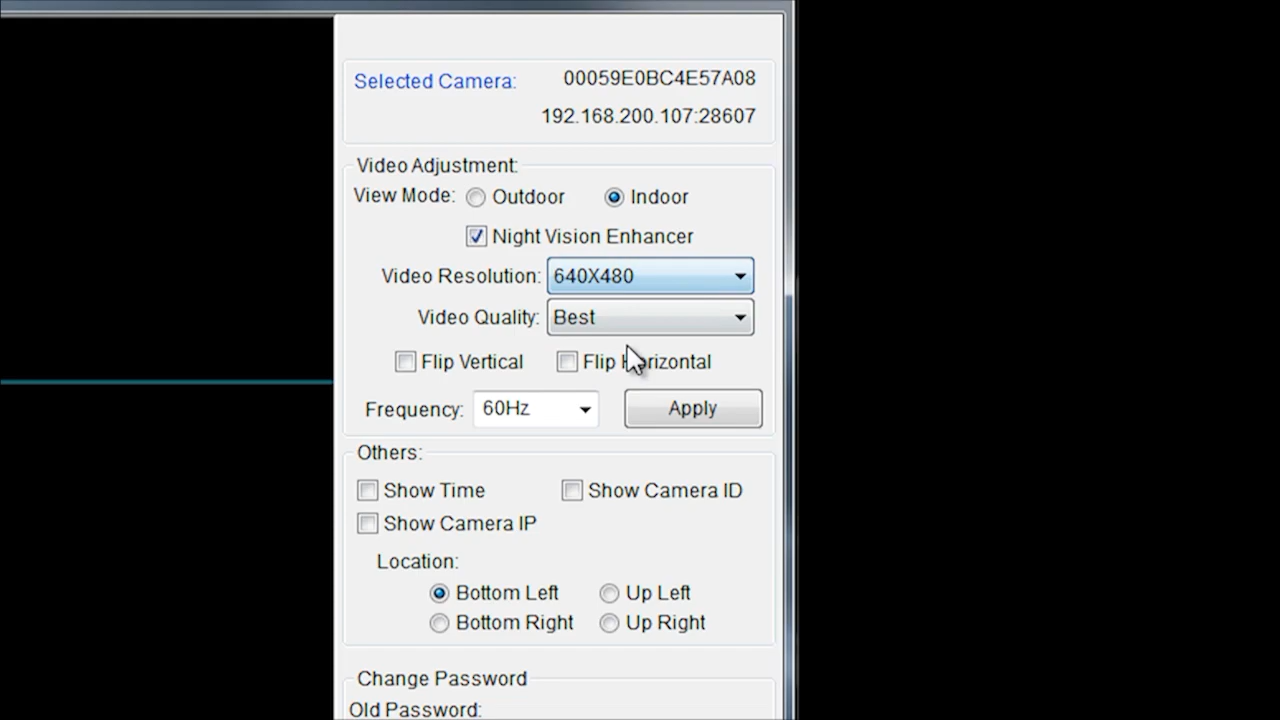 Selected Camera: 00059E0BC4E57A08
192.168.200.107:28607
Video Adjustment:
View Mode: Outdoor Indoor
Night Vision Enhancer
Video Resolution: 640X480
Video Quality: Best
Flip Vertical Flip Horizontal
Frequency: 60Hz Apply
Others:
Show Time Show Camera ID
Show Camera IP
Location:
Bottom Left Up Left
Bottom Right Up Right
Change Password
Old Password: